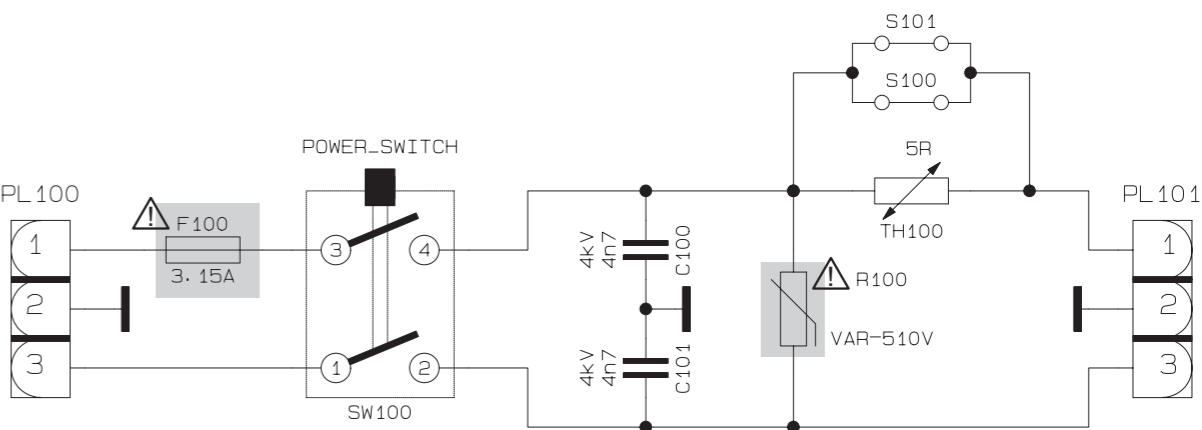 S101
S100
POWER_SWITCH
5R
PL100
PL101
F100
3.15A
TH100
1
2
3
3
4
1
2
SW100
4kV
4n7
C100
4kV
4n7
C101
R100
VAR-510V
1
2
3